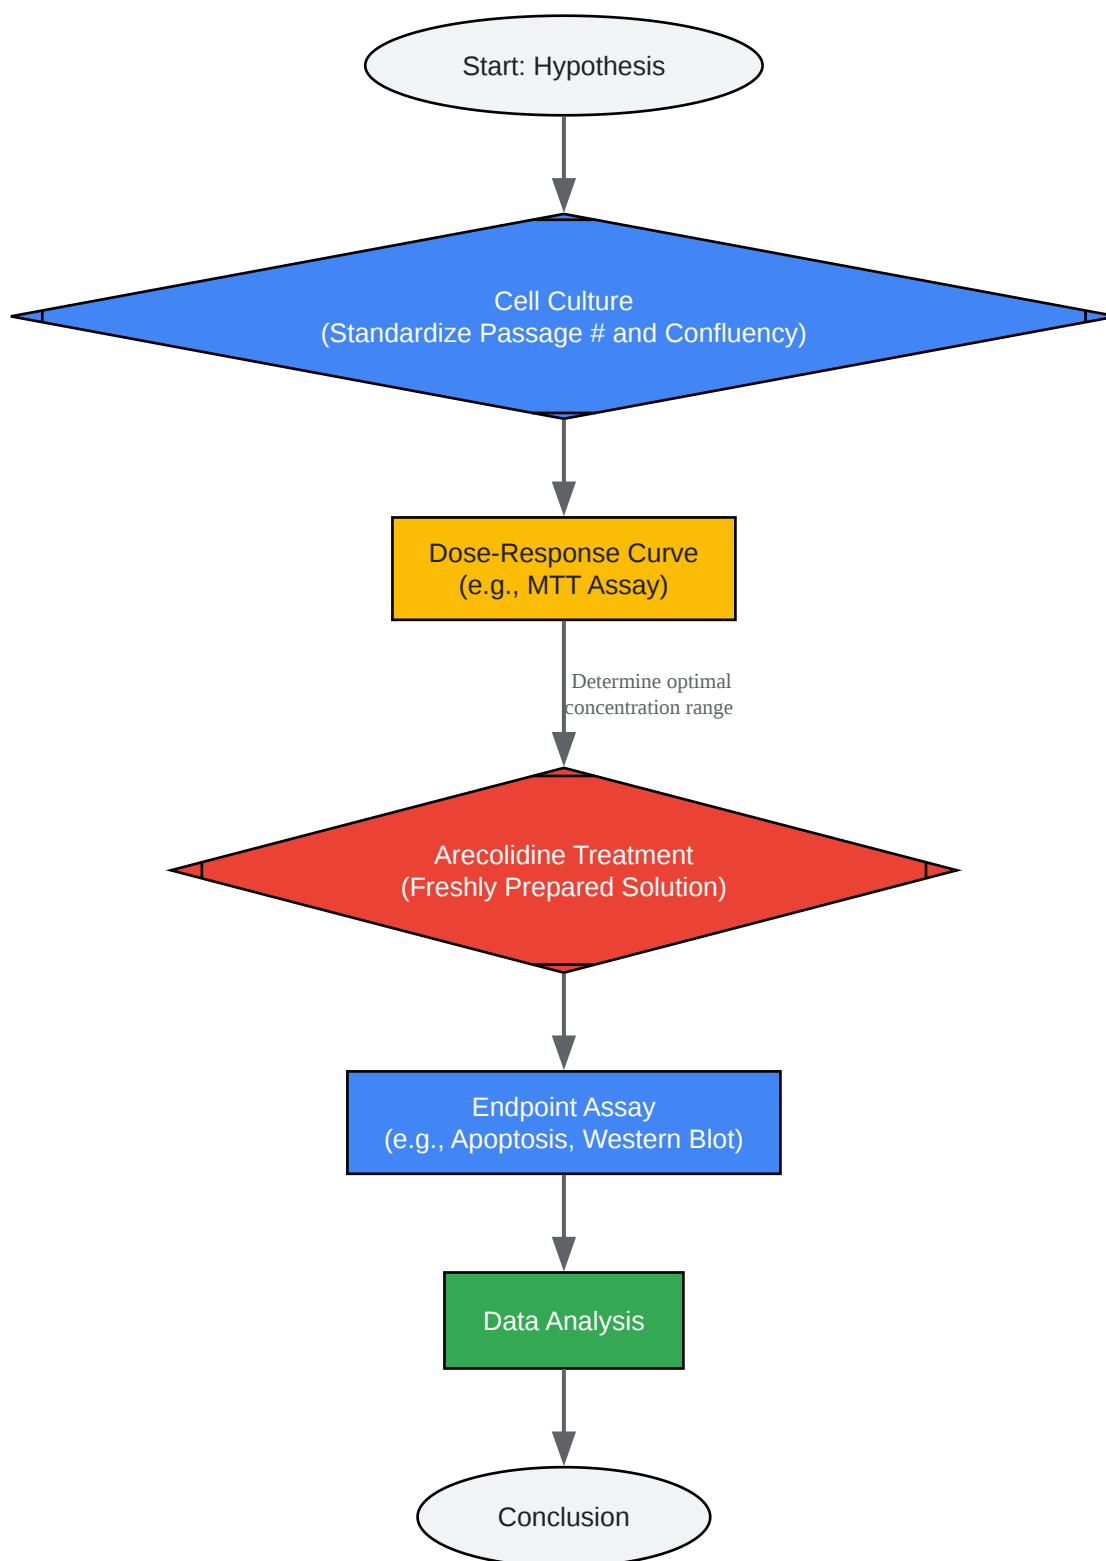 Start: Hypothesis
Cell Culture
(Standardize Passage # and Confluency)
Dose-Response Curve
(e.g., MTT Assay)
Determine optimal
concentration range
Arecolidine Treatment
(Freshly Prepared Solution)
Endpoint Assay
(e.g., Apoptosis, Western Blot)
Data Analysis
Conclusion